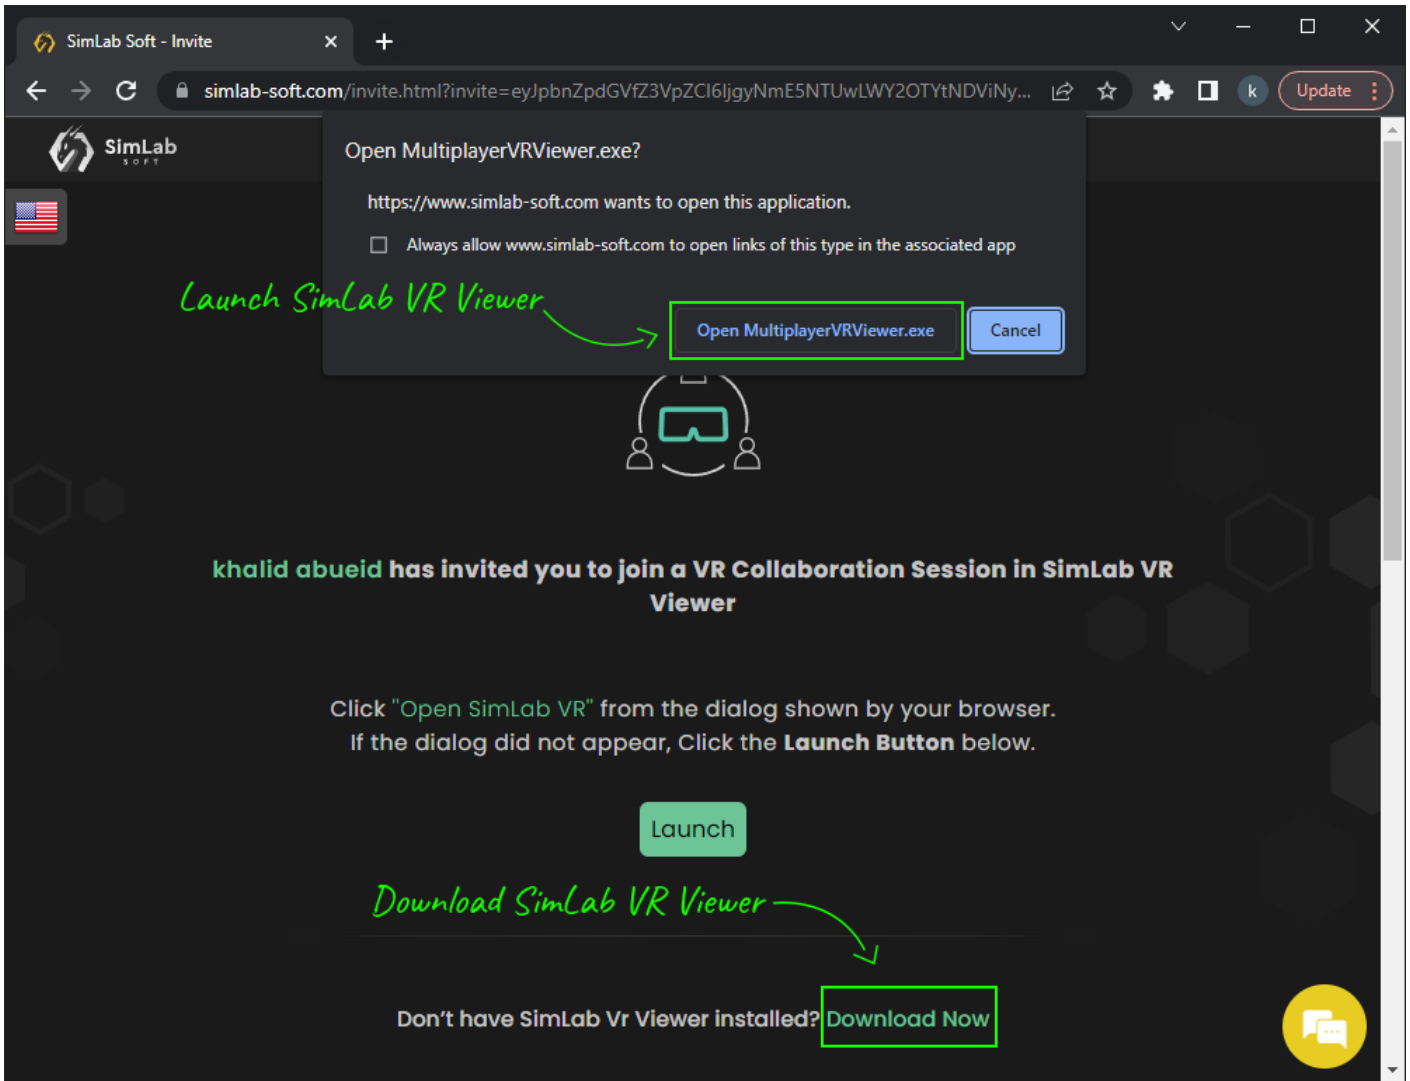 SimLab Soft - Invite
simlab-soft.com/invite.html?invite=eyJpbnZpdGVfZ3VpZCI6IjgyNmE5NTUwLWY2OTYtNDViNy...
k
Update
SimLab
SOFT
Open MultiplayerVRViewer.exe?
https://www.simlab-soft.com wants to open this application.
Always allow www.simlab-soft.com to open links of this type in the associated app
Launch SimLab VR Viewer
Open MultiplayerVRViewer.exe
Cancel
khalid abueid has invited you to join a VR Collaboration Session in SimLab VR
Viewer
Click "Open SimLab VR" from the dialog shown by your browser.
If the dialog did not appear, Click the Launch Button below.
Launch
Download SimLab VR Viewer
Don't have SimLab Vr Viewer installed? Download Now